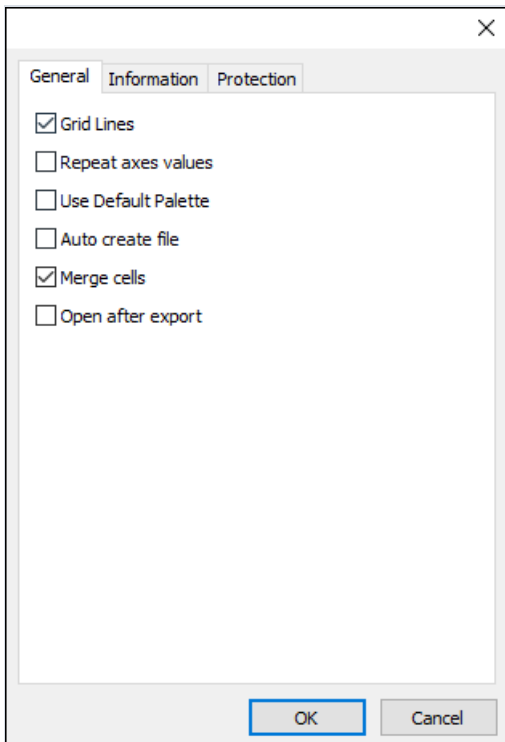 General Information Protection
Grid Lines
Repeat axes values
Use Default Palette
Auto create file
Merge cells
Open after export
OK Cancel